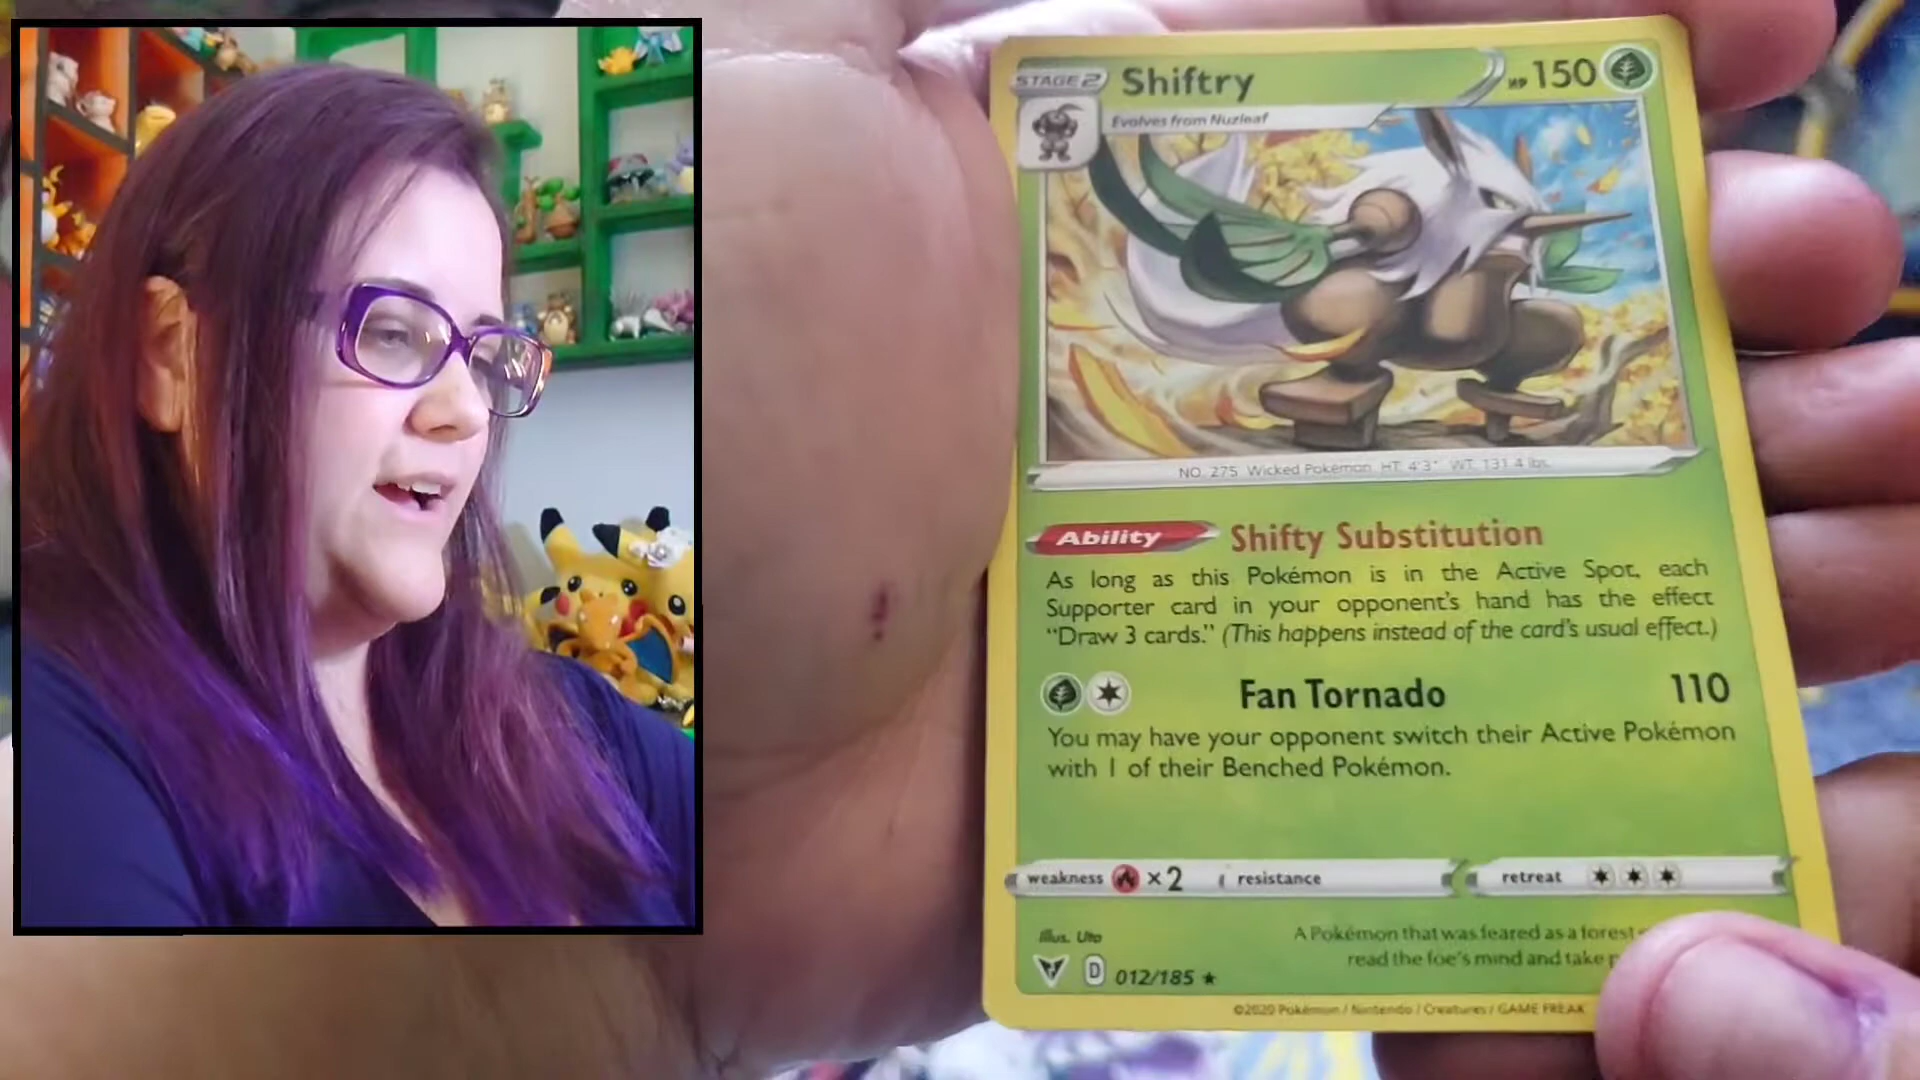 STAGE 2 Shiftry HP 150
Evolves from Nuzleaf
NO. 275 Wicked Pokémon HT: 4'3" WT: 131.4 lbs.
Ability Shifty Substitution
As long as this Pokémon is in the Active Spot, each
Supporter card in your opponent's hand has the effect
"Draw 3 cards." (This happens instead of the card's usual effect.)
Fan Tornado 110
You may have your opponent switch their Active Pokémon
with 1 of their Benched Pokémon.
weakness ×2 resistance retreat
Illus. Uta
A Pokémon that was feared as a forest
read the foe's mind and take
D 012/185 ★
©2020 Pokémon / Nintendo / Creatures / GAME FREAK